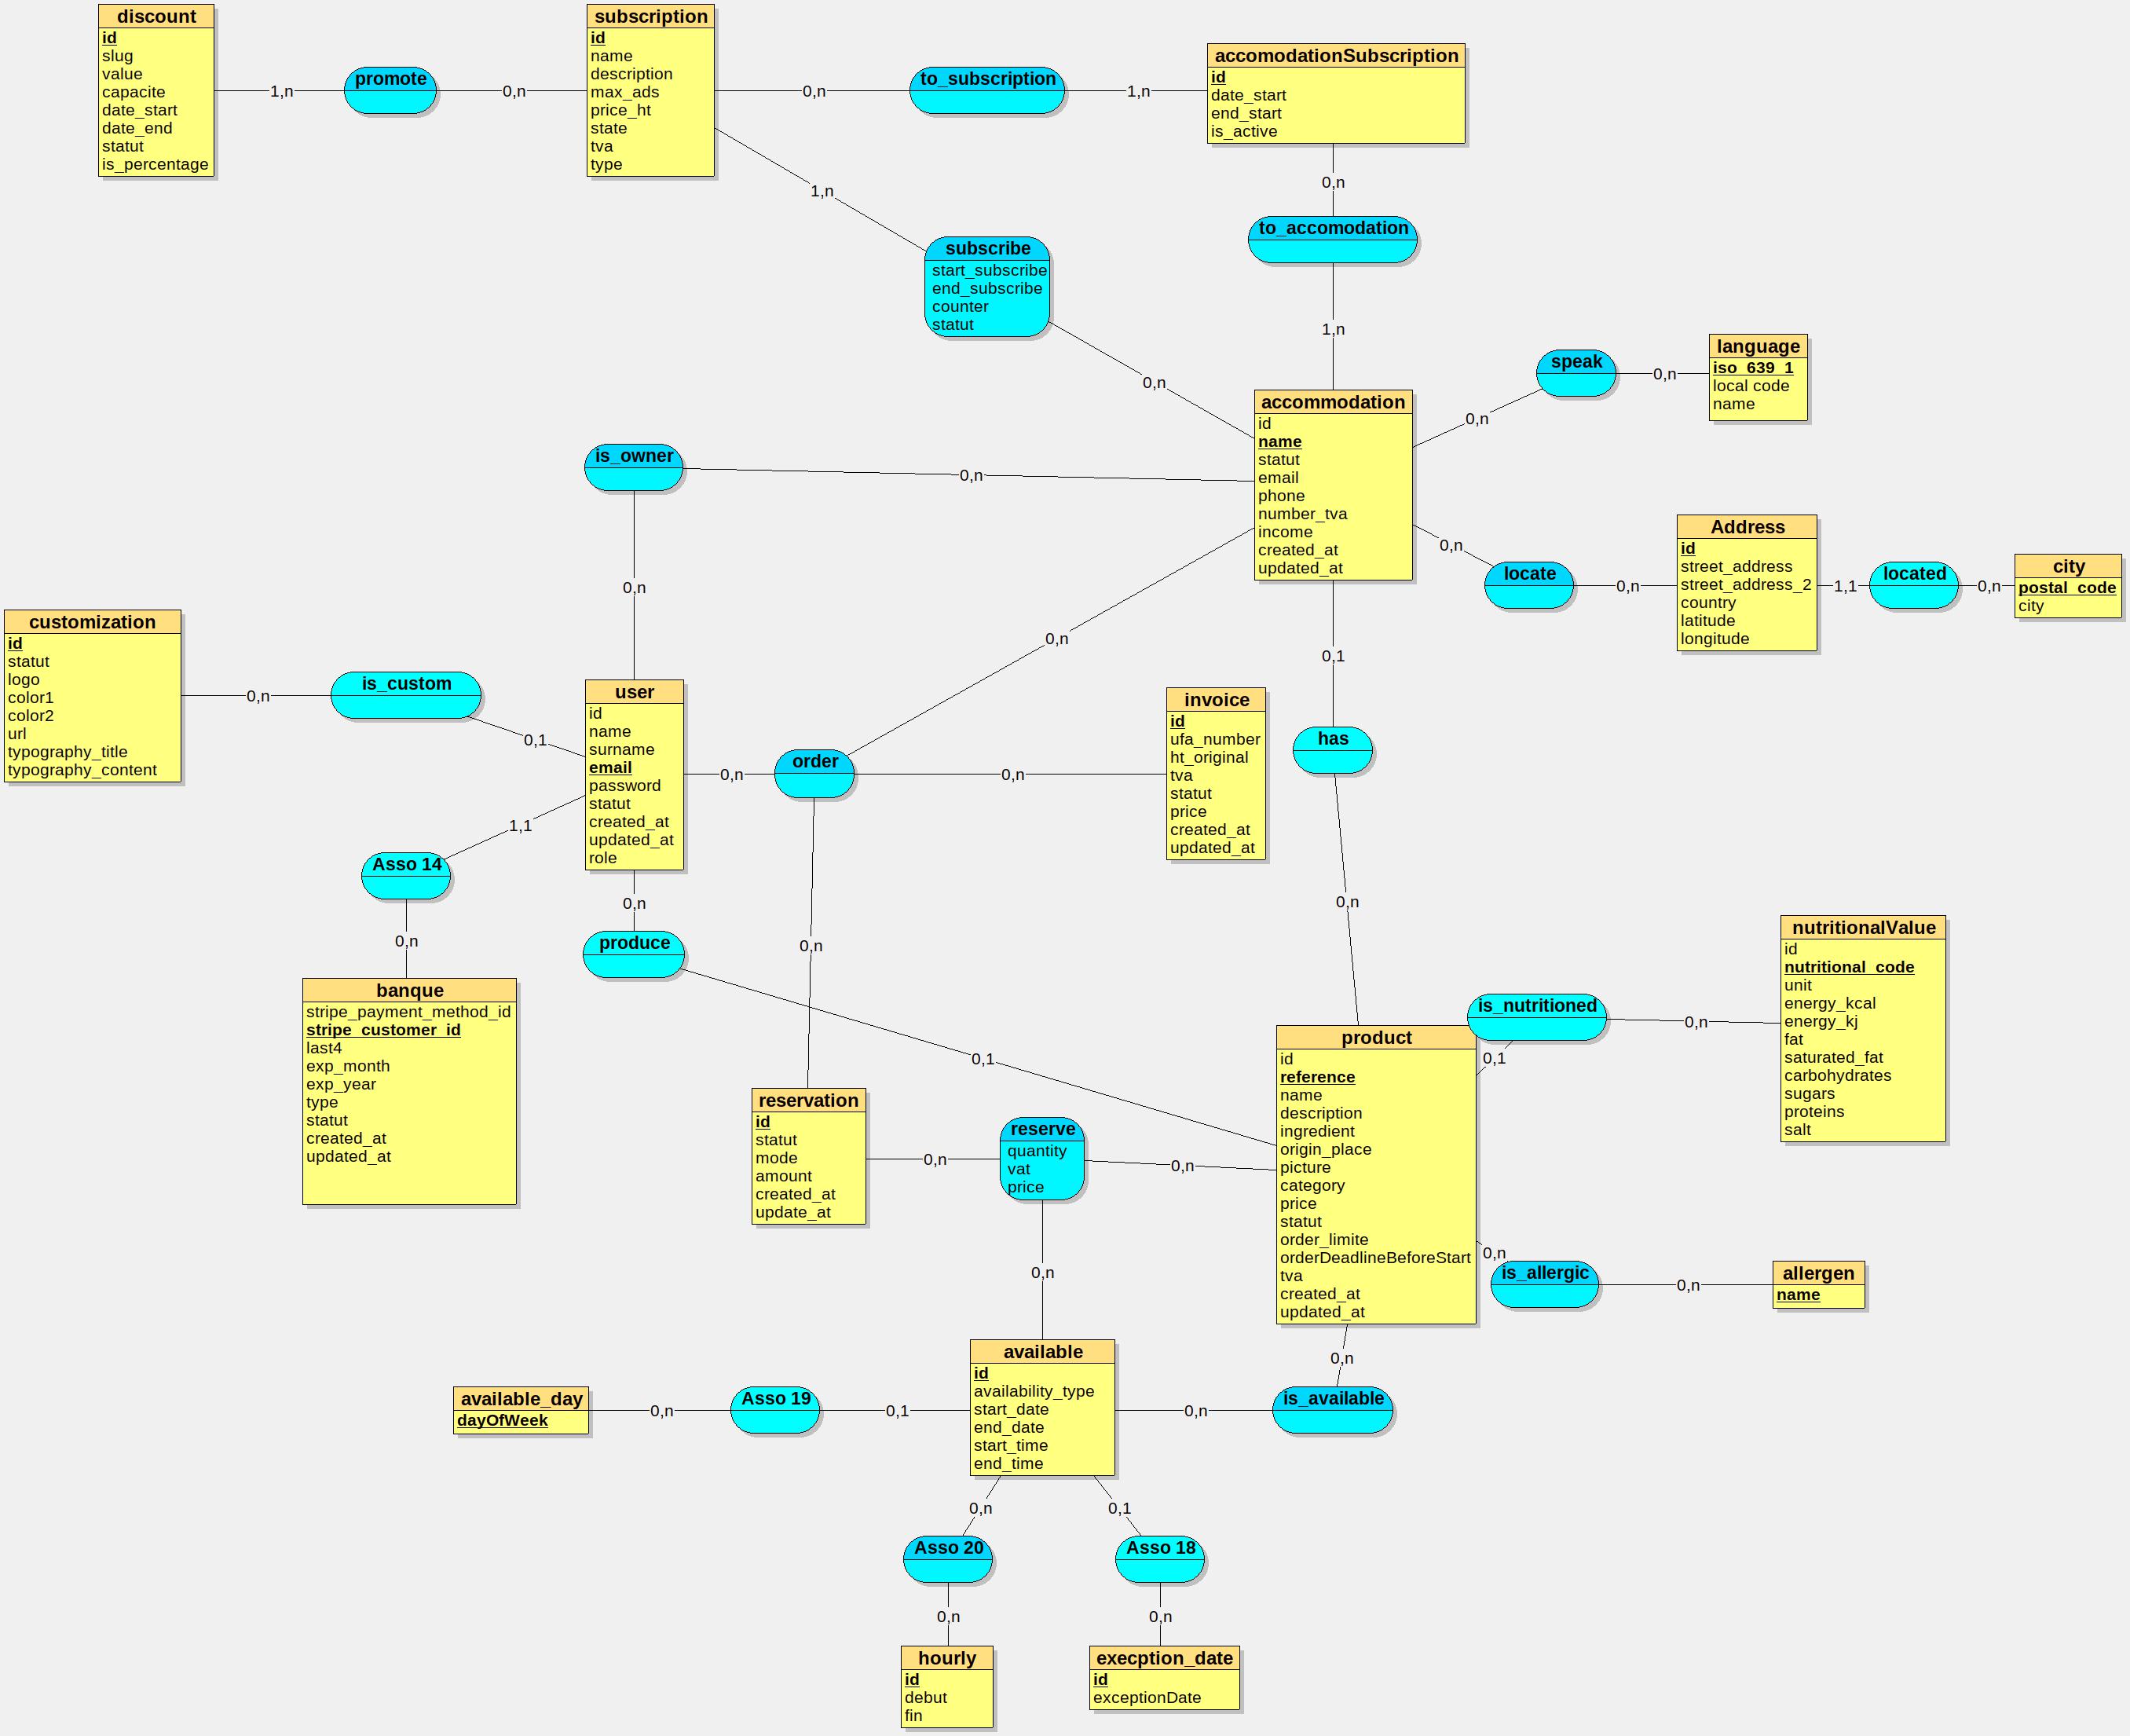 discount
id
slug
value
capacite
date_start
date_end
statut
is_percentage
1,n
promote
0,n
subscription
id
name
description
max_ads
price_ht
state
tva
type
0,n
to_subscription
1,n
accomodationSubscription
id
date_start
end_start
is_active
0,n
to_accomodation
1,n
1,n
subscribe
start_subscribe
end_subscribe
counter
statut
0,n
accommodation
id
name
statut
email
phone
number_tva
income
created_at
updated_at
0,n
speak
0,n
language
iso_639_1
local code
name
is_owner
0,n
0,n
0,n
locate
0,n
Address
id
street_address
street_address_2
country
latitude
longitude
1,1
located
0,n
city
postal_code
city
customization
id
statut
logo
color1
color2
url
typography_title
typography_content
0,n
is_custom
0,1
user
id
name
surname
email
password
statut
created_at
updated_at
role
0,n
order
0,n
0,n
invoice
id
ufa_number
ht_original
tva
statut
price
created_at
updated_at
0,1
has
0,n
1,1
Asso 14
0,n
banque
stripe_payment_method_id
stripe_customer_id
last4
exp_month
exp_year
type
statut
created_at
updated_at
0,n
produce
0,1
0,n
reservation
id
statut
mode
amount
created_at
update_at
0,n
reserve
quantity
vat
price
0,n
product
id
reference
name
description
ingredient
origin_place
picture
category
price
statut
order_limite
orderDeadlineBeforeStart
tva
created_at
updated_at
0,1
is_nutritioned
0,n
nutritionalValue
id
nutritional_code
unit
energy_kcal
energy_kj
fat
saturated_fat
carbohydrates
sugars
proteins
salt
0,n
is_allergic
0,n
allergen
name
0,n
0,n
is_available
0,n
available
id
availability_type
start_date
end_date
start_time
end_time
available_day
dayOfWeek
0,n
Asso 19
0,1
0,n
Asso 20
0,n
hourly
id
debut
fin
0,1
Asso 18
0,n
execption_date
id
exceptionDate